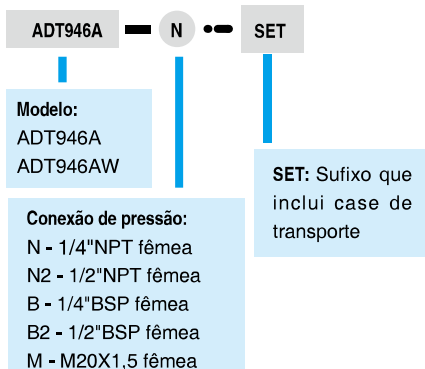 ADT946A N SET
Modelo:
ADT946A
ADT946AW
SET: Sufixo que
inclui case de
transporte
Conexão de pressão:
N - 1/4"NPT fêmea
N2 - 1/2"NPT fêmea
B - 1/4"BSP fêmea
B2 - 1/2"BSP fêmea
M - M20X1,5 fêmea